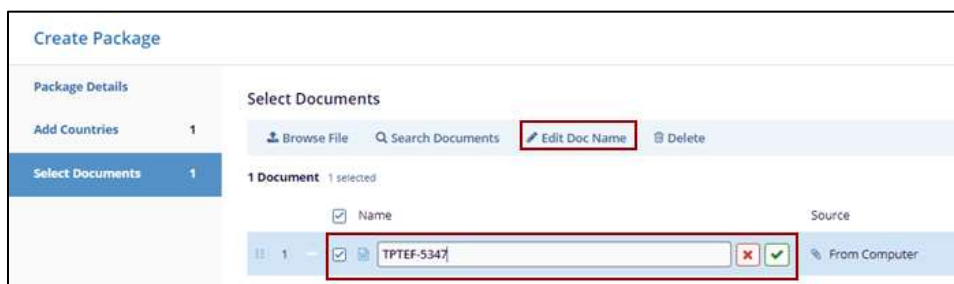 Create Package
Package Details
Add Countries 1
Select Documents 1
Select Documents
Browse File Search Documents Edit Doc Name Delete
1 Document 1 selected
Name Source
1 TPTEF-5347 From Computer